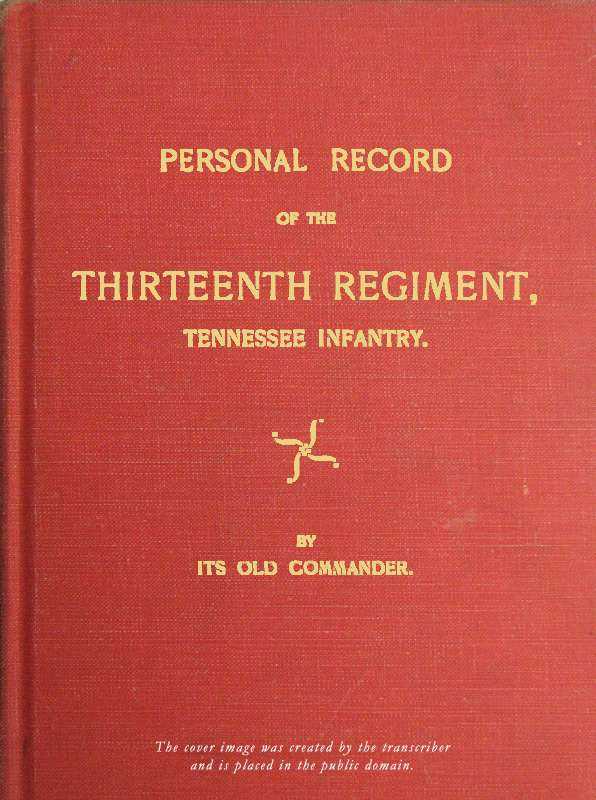 PERSONAL RECORD
OF THE
THIRTEENTH REGIMENT,
TENNESSEE INFANTRY.
BY
ITS OLD COMMANDER.
The cover image was created by the transcriber
and is placed in the public domain.